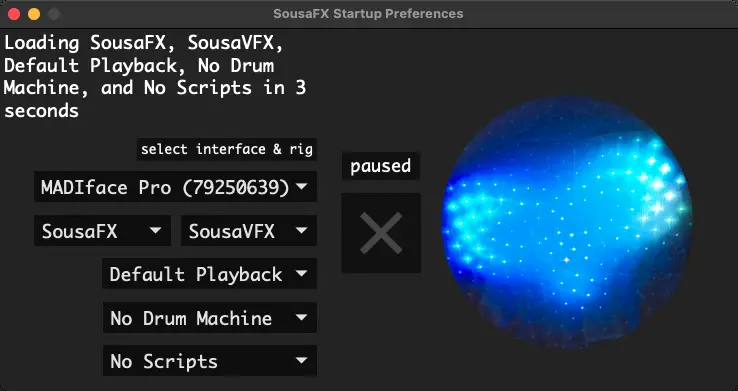 SousaFX Startup Preferences
Loading SousaFX, SousaVFX,
Default Playback, No Drum
Machine, and No Scripts in 3
seconds
select interface & rig
paused
MADIface Pro (79250639)
SousaFX SousaVFX
Default Playback
No Drum Machine
No Scripts